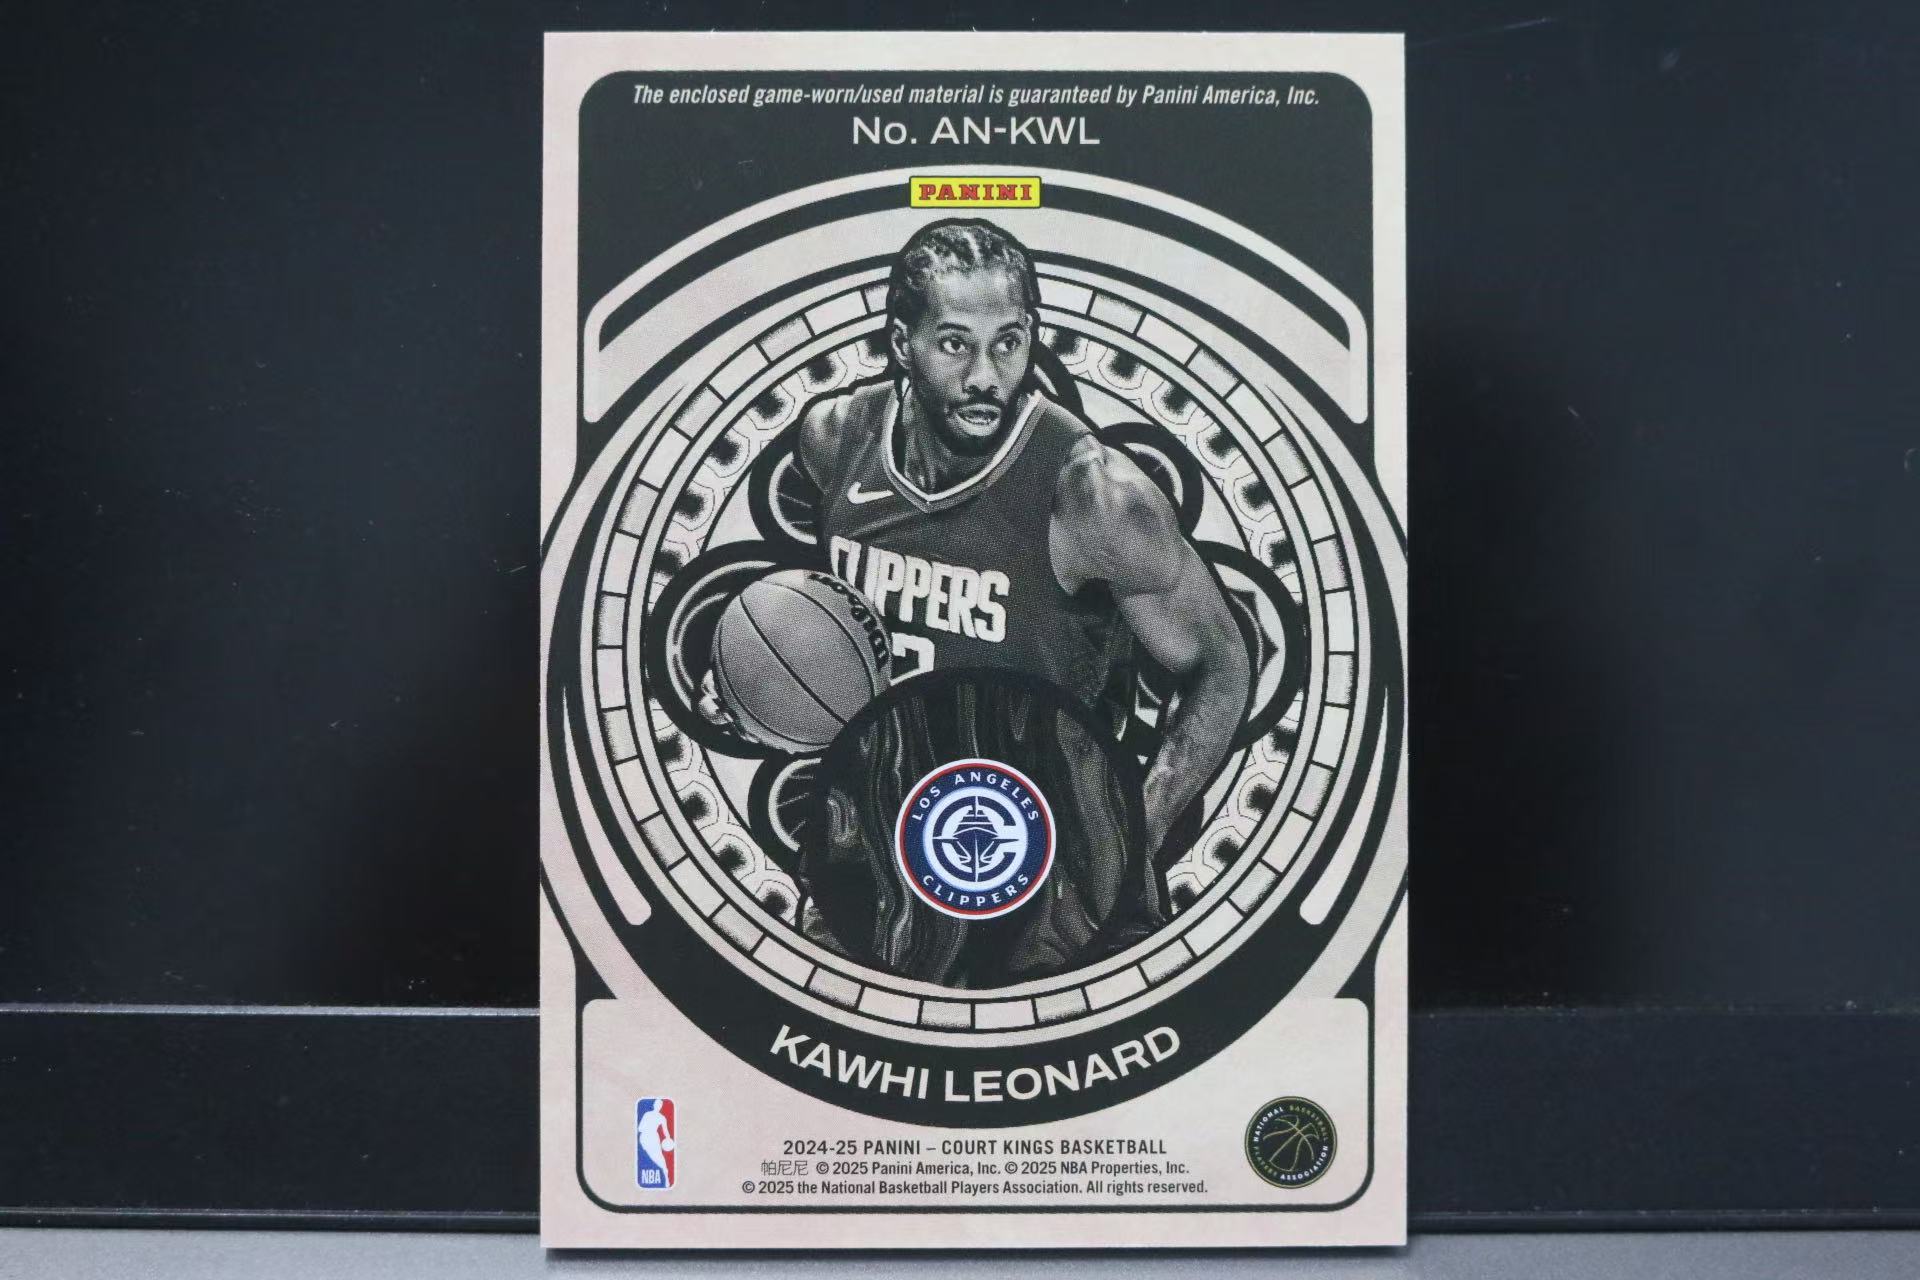 The enclosed game-worn/used material is guaranteed by Panini America, Inc.
No. AN-KWL
PANINI
CLIPPERS
2
WILSON
LOS ANGELES
CLIPPERS
KAWHI LEONARD
NBA
2024-25 PANINI – COURT KINGS BASKETBALL
帕尼尼 © 2025 Panini America, Inc. © 2025 NBA Properties, Inc.
© 2025 the National Basketball Players Association. All rights reserved.
NATIONAL BASKETBALL
PLAYERS ASSOCIATION